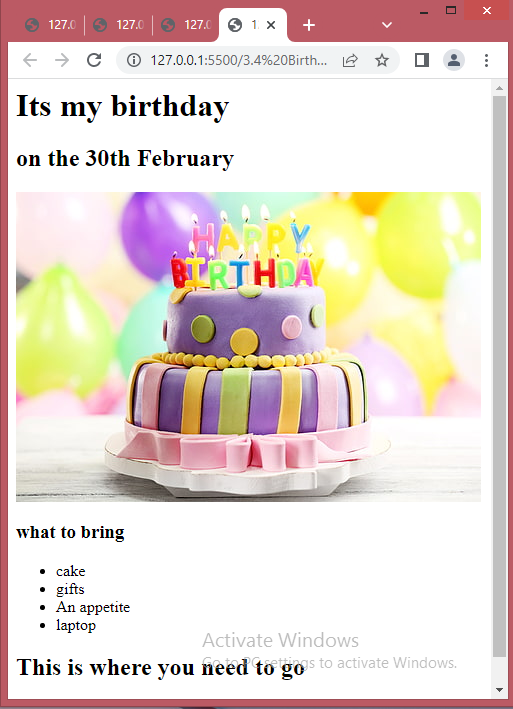 127.0
127.0
127.0
1.
127.0.0.1:5500/3.4%20Birth...
Its my birthday
on the 30th February
HAPPY
BIRTHDAY
what to bring
cake
gifts
An appetite
laptop
Activate Windows
Go to PC settings to activate Windows.
This is where you need to go